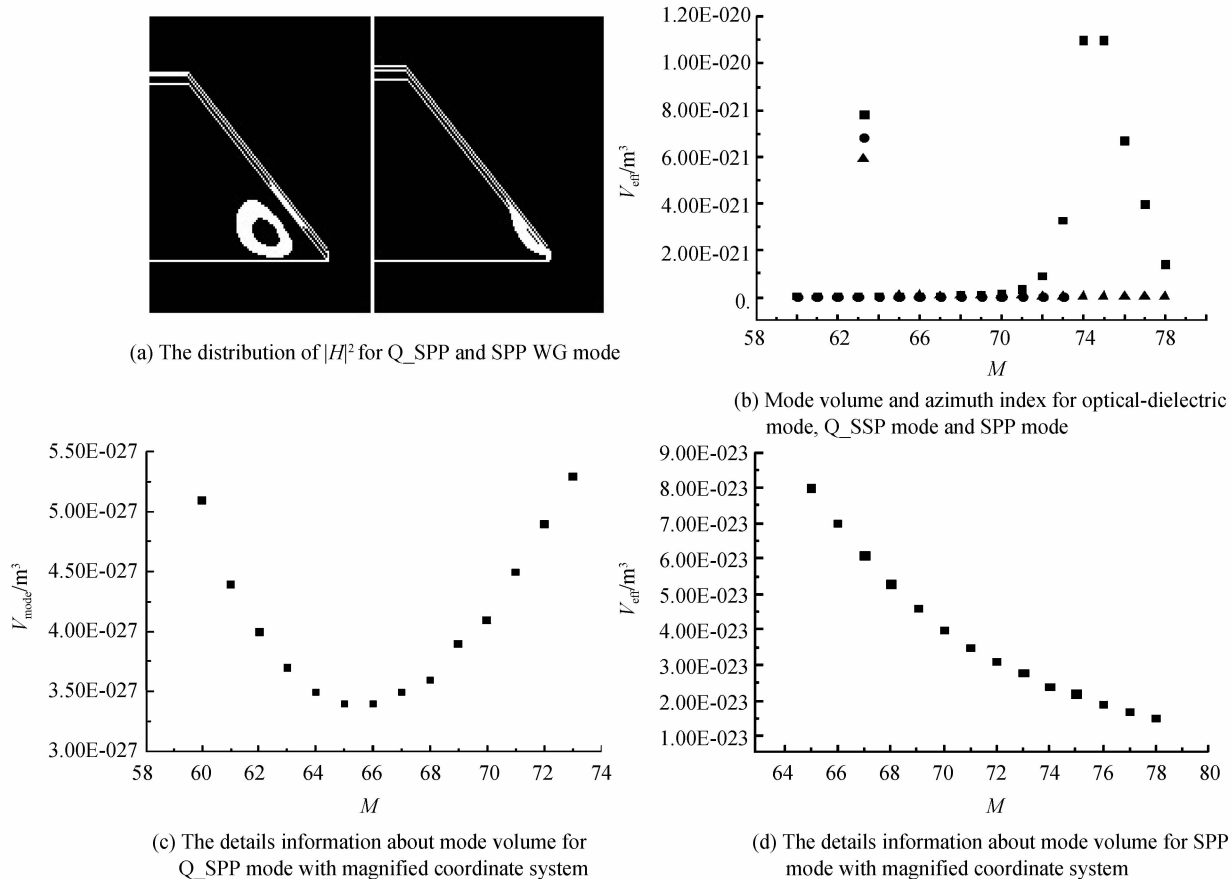 (a) The distribution of |H|² for Q_SPP and SPP WG mode
1.20E-020
1.00E-020
8.00E-021
6.00E-021
4.00E-021
2.00E-021
0.
V_eff/m³
58 60 62 64 66 68 70 72 74 76 78
M
(b) Mode volume and azimuth index for optical-dielectric
mode, Q_SSP mode and SPP mode
5.50E-027
5.00E-027
4.50E-027
4.00E-027
3.50E-027
3.00E-027
V_mode/m³
58 60 62 64 66 68 70 72 74
M
(c) The details information about mode volume for
Q_SPP mode with magnified coordinate system
9.00E-023
8.00E-023
7.00E-023
6.00E-023
5.00E-023
4.00E-023
3.00E-023
2.00E-023
1.00E-023
V_eff/m³
64 66 68 70 72 74 76 78 80
M
(d) The details information about mode volume for SPP
mode with magnified coordinate system